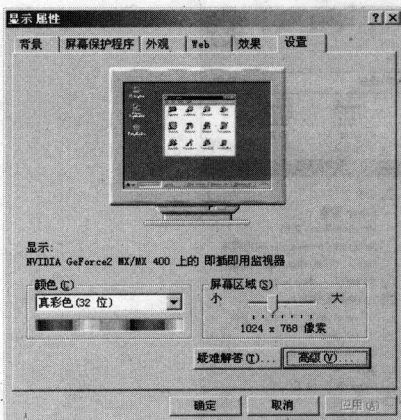 显示 属性
背景 屏幕保护程序 外观 Web 效果 设置
显示:
NVIDIA GeForce2 MX/MX 400 上的 即插即用监视器
颜色(C)
真彩色(32 位)
屏幕区域(S)
小 大
1024 x 768 像素
疑难解答(T)... 高级(V)...
确定 取消 应用(A)